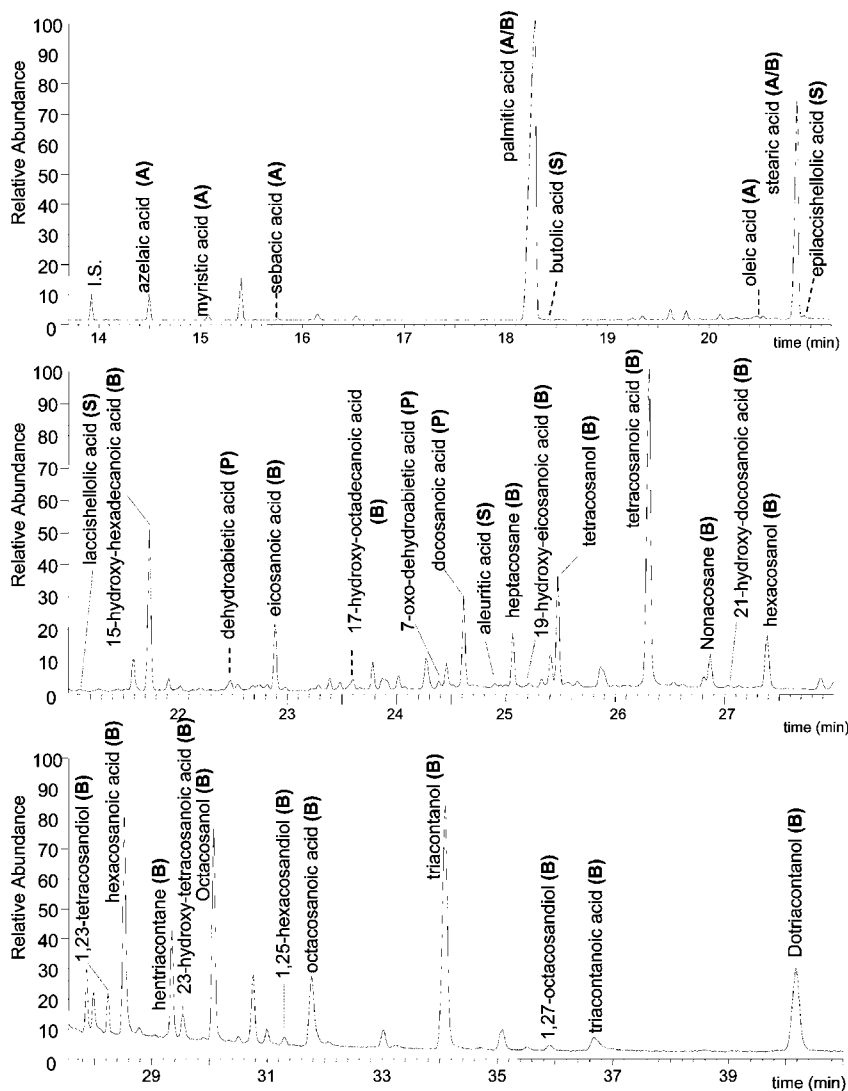 Relative Abundance
100
90
80
70
60
50
40
30
20
10
0
I.S.
azelaic acid (A)
myristic acid (A)
sebacic acid (A)
palmitic acid (A/B)
butolic acid (S)
oleic acid (A)
stearic acid (A/B)
epilaccishellolic acid (S)
14 15 16 17 18 19 20
time (min)
Relative Abundance
100
90
80
70
60
50
40
30
20
10
0
laccishellolic acid (S)
15-hydroxy-hexadecanoic acid (B)
dehydroabietic acid (P)
eicosanoic acid (B)
17-hydroxy-octadecanoic acid
(B)
7-oxo-dehydroabietic acid (P)
docosanoic acid (P)
aleuritic acid (S)
heptacosane (B)
19-hydroxy-eicosanoic acid (B)
tetracosanol (B)
tetracosanoic acid (B)
Nonacosane (B)
21-hydroxy-docosanoic acid (B)
hexacosanol (B)
22 23 24 25 26 27
time (min)
Relative Abundance
100
90
80
70
60
50
40
30
20
10
0
1,23-tetracosandiol (B)
hexacosanoic acid (B)
hentriacontane (B)
23-hydroxy-tetracosanoic acid (B)
Octacosanol (B)
1,25-hexacosandiol (B)
octacosanoic acid (B)
triacontanol (B)
1,27-octacosandiol (B)
triacontanoic acid (B)
Dotriacontanol (B)
29 31 33 35 37 39
time (min)